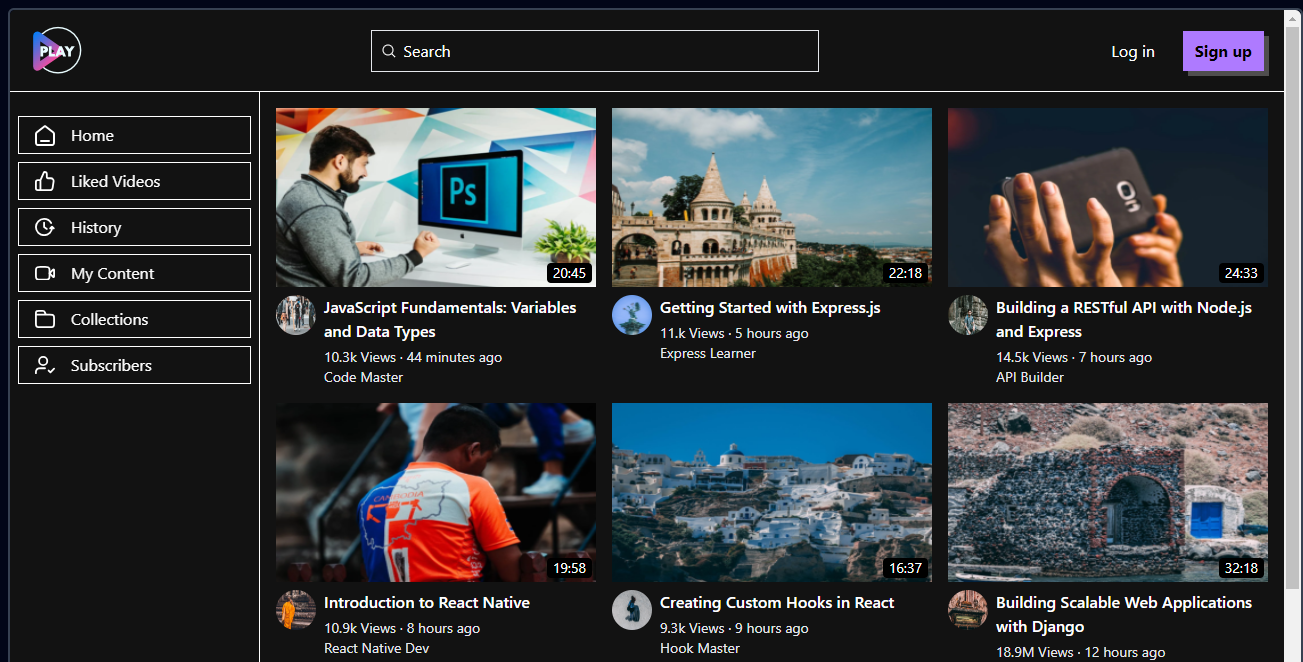 PLAY
Search
Log in
Sign up
Home
Liked Videos
History
My Content
Collections
Subscribers
Ps
20:45
JavaScript Fundamentals: Variables
and Data Types
10.3k Views · 44 minutes ago
Code Master
22:18
Getting Started with Express.js
11.k Views · 5 hours ago
Express Learner
24:33
Building a RESTful API with Node.js
and Express
14.5k Views · 7 hours ago
API Builder
CAMBODIA
19:58
Introduction to React Native
10.9k Views · 8 hours ago
React Native Dev
16:37
Creating Custom Hooks in React
9.3k Views · 9 hours ago
Hook Master
32:18
Building Scalable Web Applications
with Django
18.9M Views · 12 hours ago